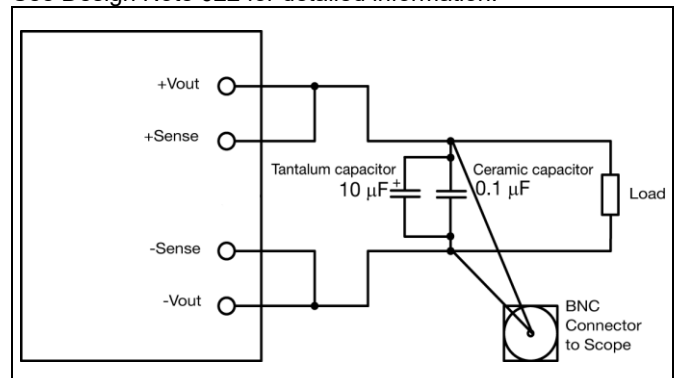 See Design Note 022 for detailed information.
+Vout
+Sense
Tantalum capacitor
10 µF
+
Ceramic capacitor
0.1 µF
Load
-Sense
-Vout
BNC
Connector
to Scope